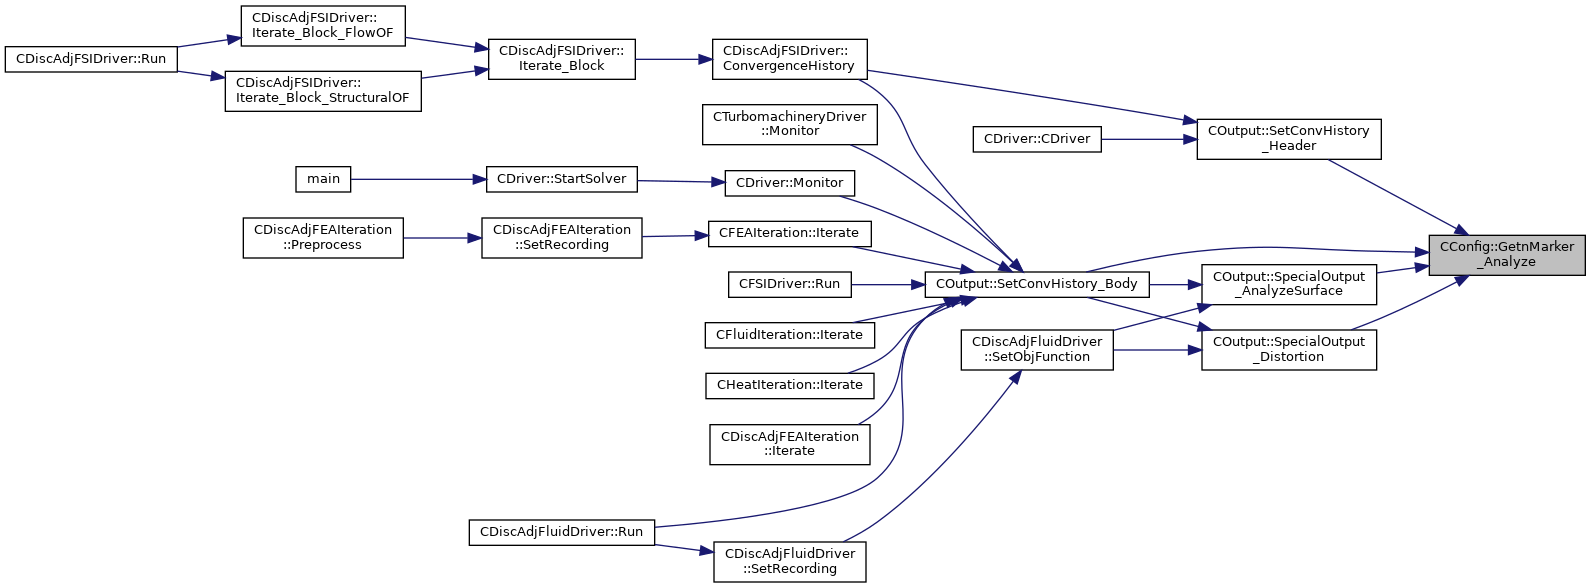 CDiscAdjFSIDriver::Run
CDiscAdjFSIDriver::
Iterate_Block_FlowOF
CDiscAdjFSIDriver::
Iterate_Block_StructuralOF
CDiscAdjFSIDriver::
Iterate_Block
CDiscAdjFSIDriver::
ConvergenceHistory
CTurbomachineryDriver
::Monitor
CDriver::CDriver
COutput::SetConvHistory
_Header
main
CDriver::StartSolver
CDriver::Monitor
CDiscAdjFEAIteration
::Preprocess
CDiscAdjFEAIteration
::SetRecording
CFEAIteration::Iterate
CConfig::GetnMarker
_Analyze
CFSIDriver::Run
COutput::SetConvHistory_Body
COutput::SpecialOutput
_AnalyzeSurface
CFluidIteration::Iterate
CDiscAdjFluidDriver
::SetObjFunction
COutput::SpecialOutput
_Distortion
CHeatIteration::Iterate
CDiscAdjFEAIteration
::Iterate
CDiscAdjFluidDriver::Run
CDiscAdjFluidDriver
::SetRecording